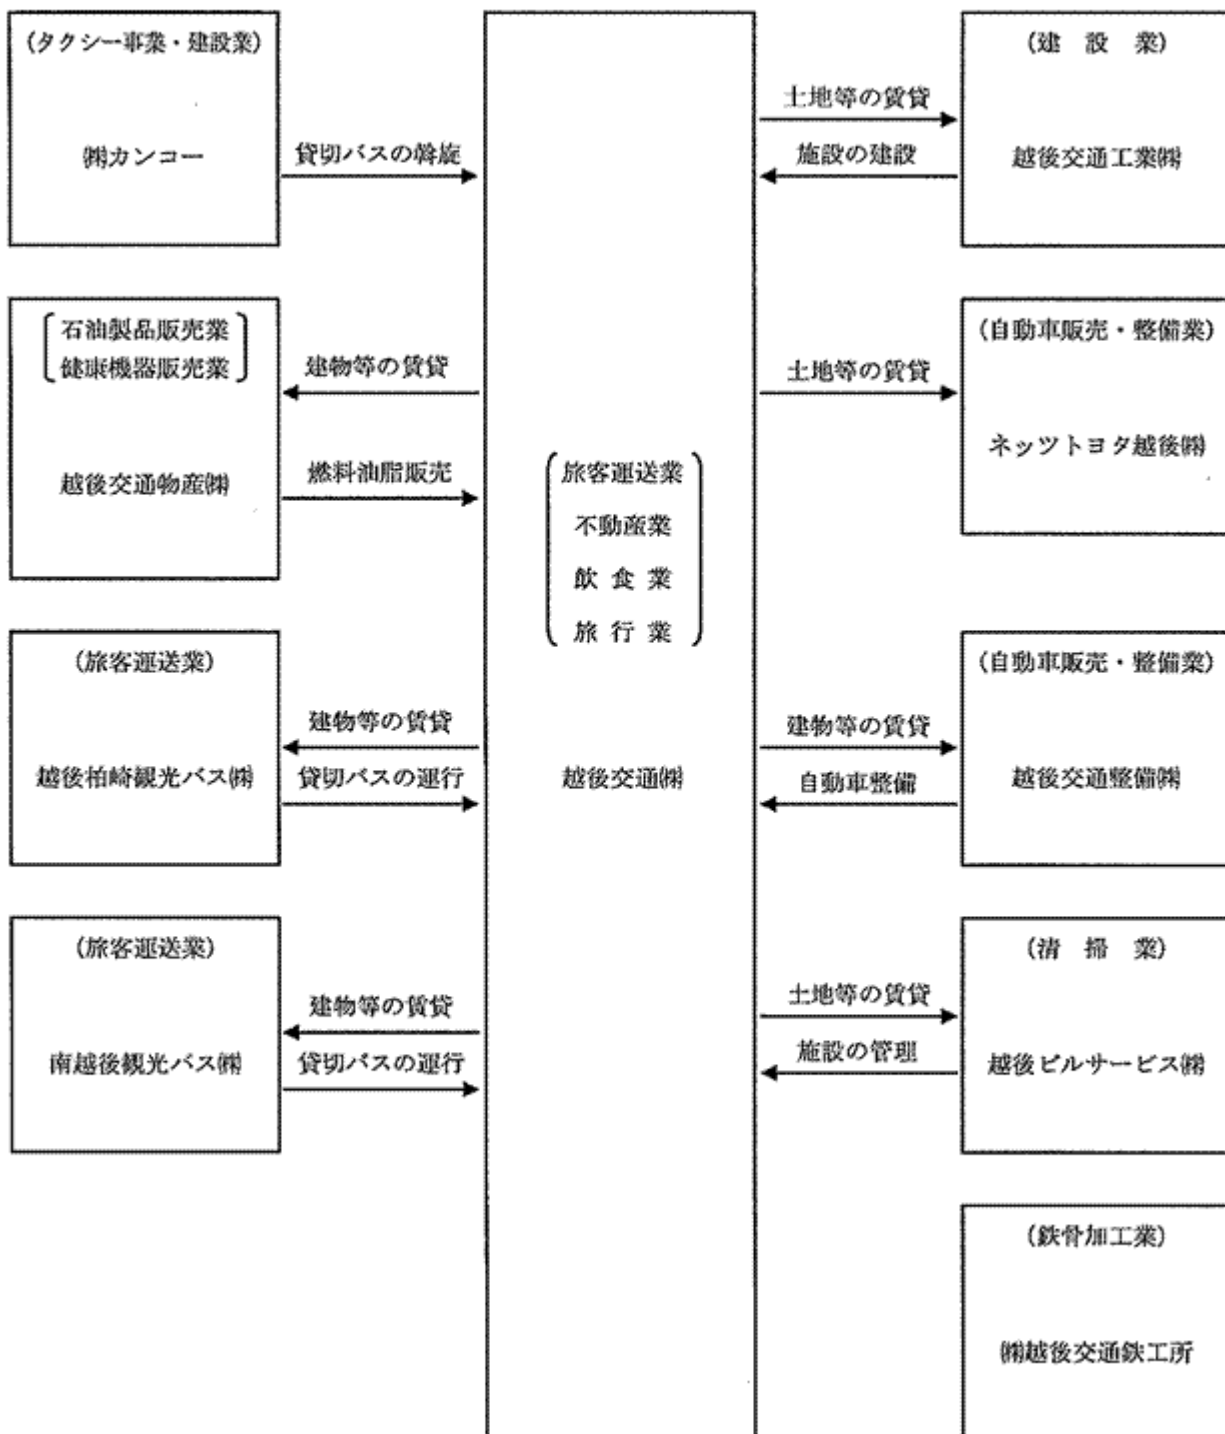 (タクシー事業・建設業)
㈱カンコー
貸切バスの斡旋
石油製品販売業
健康機器販売業
越後交通物産㈱
建物等の賃貸
燃料油脂販売
(旅客運送業)
越後柏崎観光バス㈱
建物等の賃貸
貸切バスの運行
(旅客運送業)
南越後観光バス㈱
建物等の賃貸
貸切バスの運行
旅客運送業
不動産業
飲食業
旅行業
越後交通㈱
土地等の賃貸
施設の建設
(建設業)
越後交通工業㈱
土地等の賃貸
(自動車販売・整備業)
ネッツトヨタ越後㈱
建物等の賃貸
自動車整備
(自動車販売・整備業)
越後交通整備㈱
土地等の賃貸
施設の管理
(清掃業)
越後ビルサービス㈱
(鉄骨加工業)
㈱越後交通鉄工所